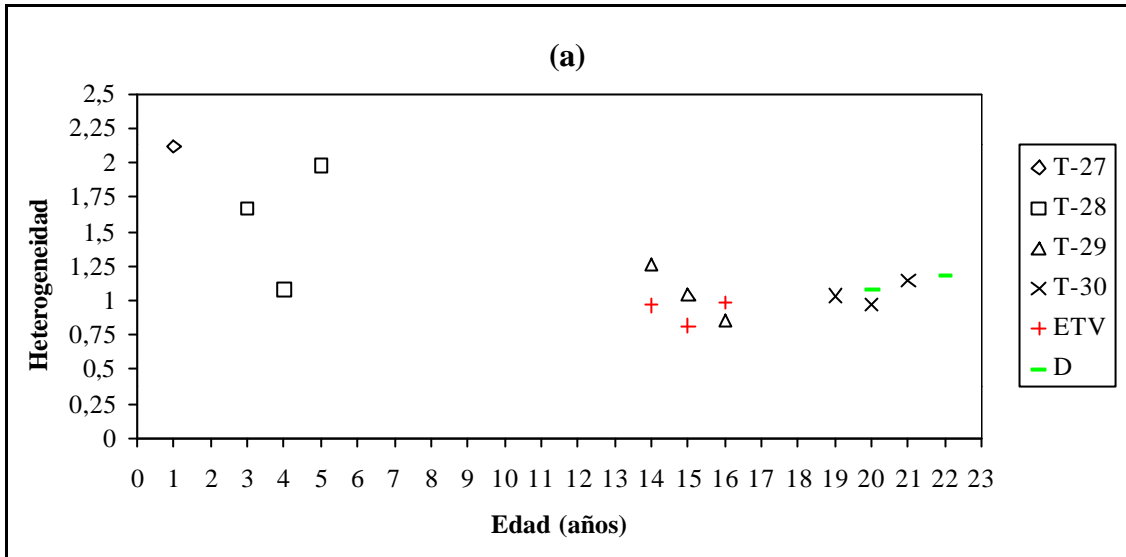 (a)
2,5
2,25
2
1,75
1,5
1,25
1
0,75
0,5
0,25
0
Heterogeneidad
0 1 2 3 4 5 6 7 8 9 10 11 12 13 14 15 16 17 18 19 20 21 22 23
Edad (años)
T-27
T-28
T-29
T-30
ETV
D